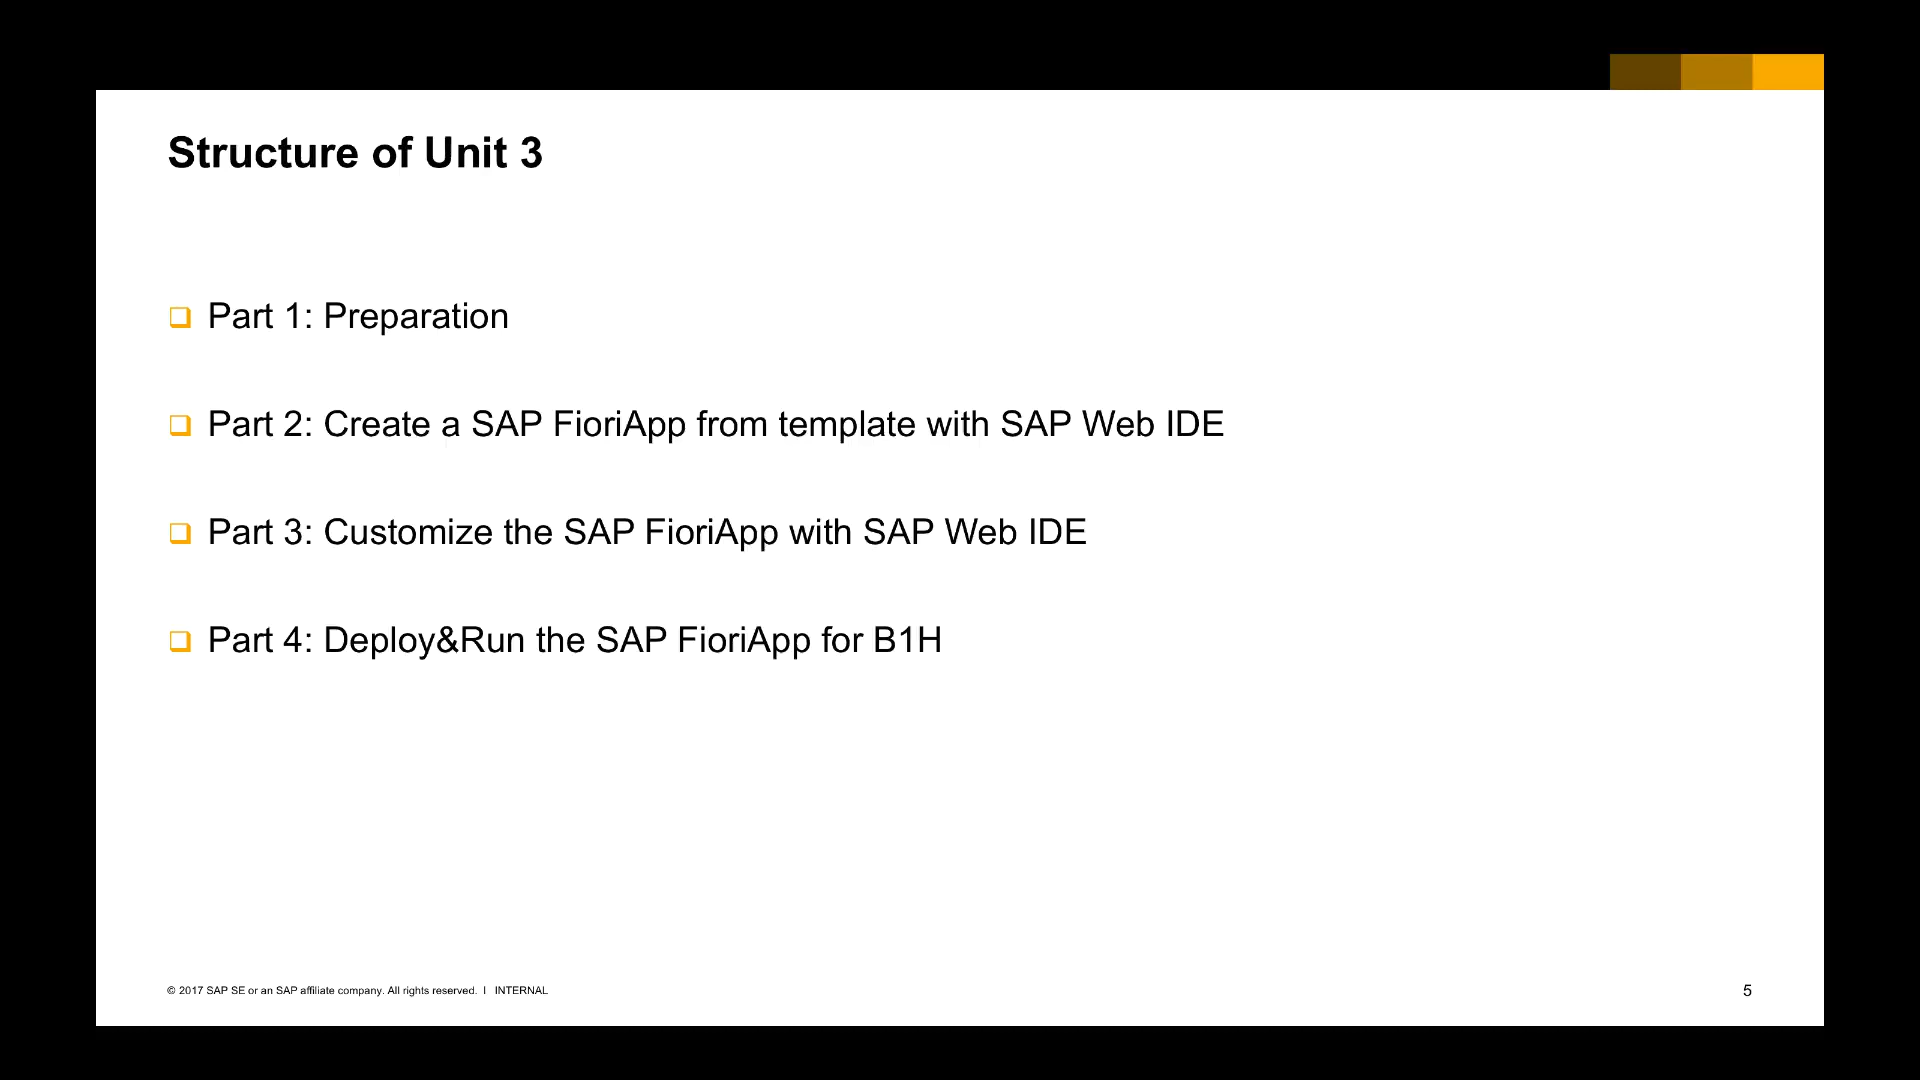 Structure of Unit 3
Part 1: Preparation
Part 2: Create a SAP FioriApp from template with SAP Web IDE
Part 3: Customize the SAP FioriApp with SAP Web IDE
Part 4: Deploy&Run the SAP FioriApp for B1H
© 2017 SAP SE or an SAP affiliate company. All rights reserved. I INTERNAL
5